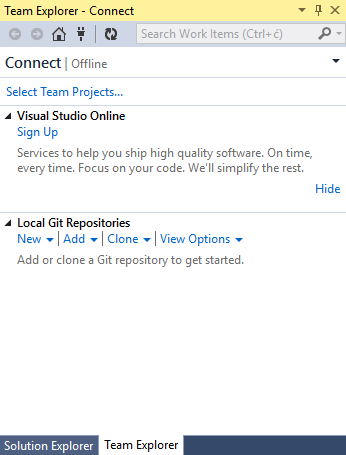 Team Explorer - Connect
Search Work Items (Ctrl+č)
Connect | Offline
Select Team Projects...
Visual Studio Online
Sign Up
Services to help you ship high quality software. On time,
every time. Focus on your code. We'll simplify the rest.
Hide
Local Git Repositories
New | Add | Clone | View Options
Add or clone a Git repository to get started.
Solution Explorer Team Explorer